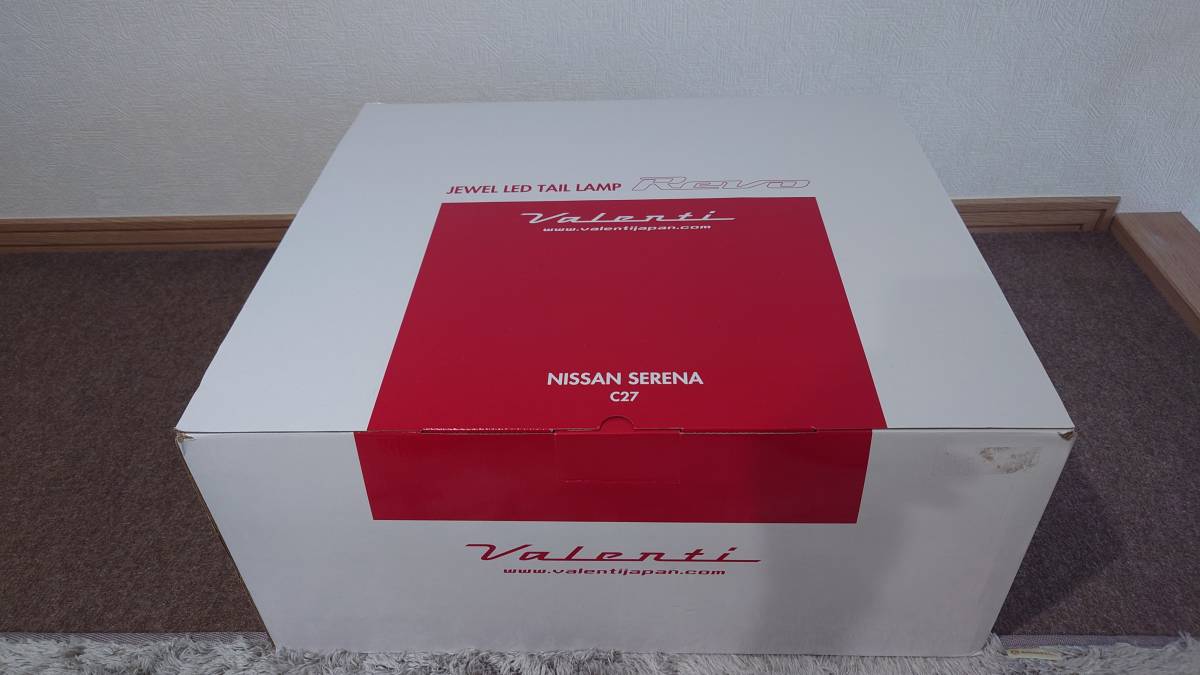 JEWEL LED TAIL LAMP Revo
Valenti
www.valentijapan.com
NISSAN SERENA
C27
Valenti
www.valentijapan.com